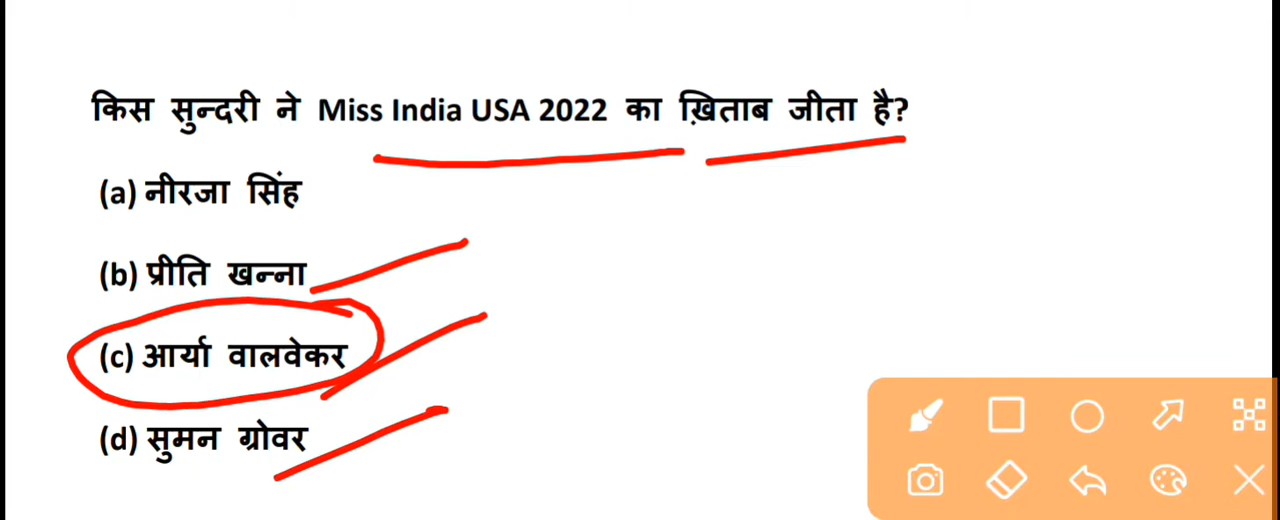 किस सुन्दरी ने Miss India USA 2022 का ख़िताब जीता है?
(a) नीरजा सिंह
(b) प्रीति खन्ना
(c) आर्या वालवेकर
(d) सुमन ग्रोवर